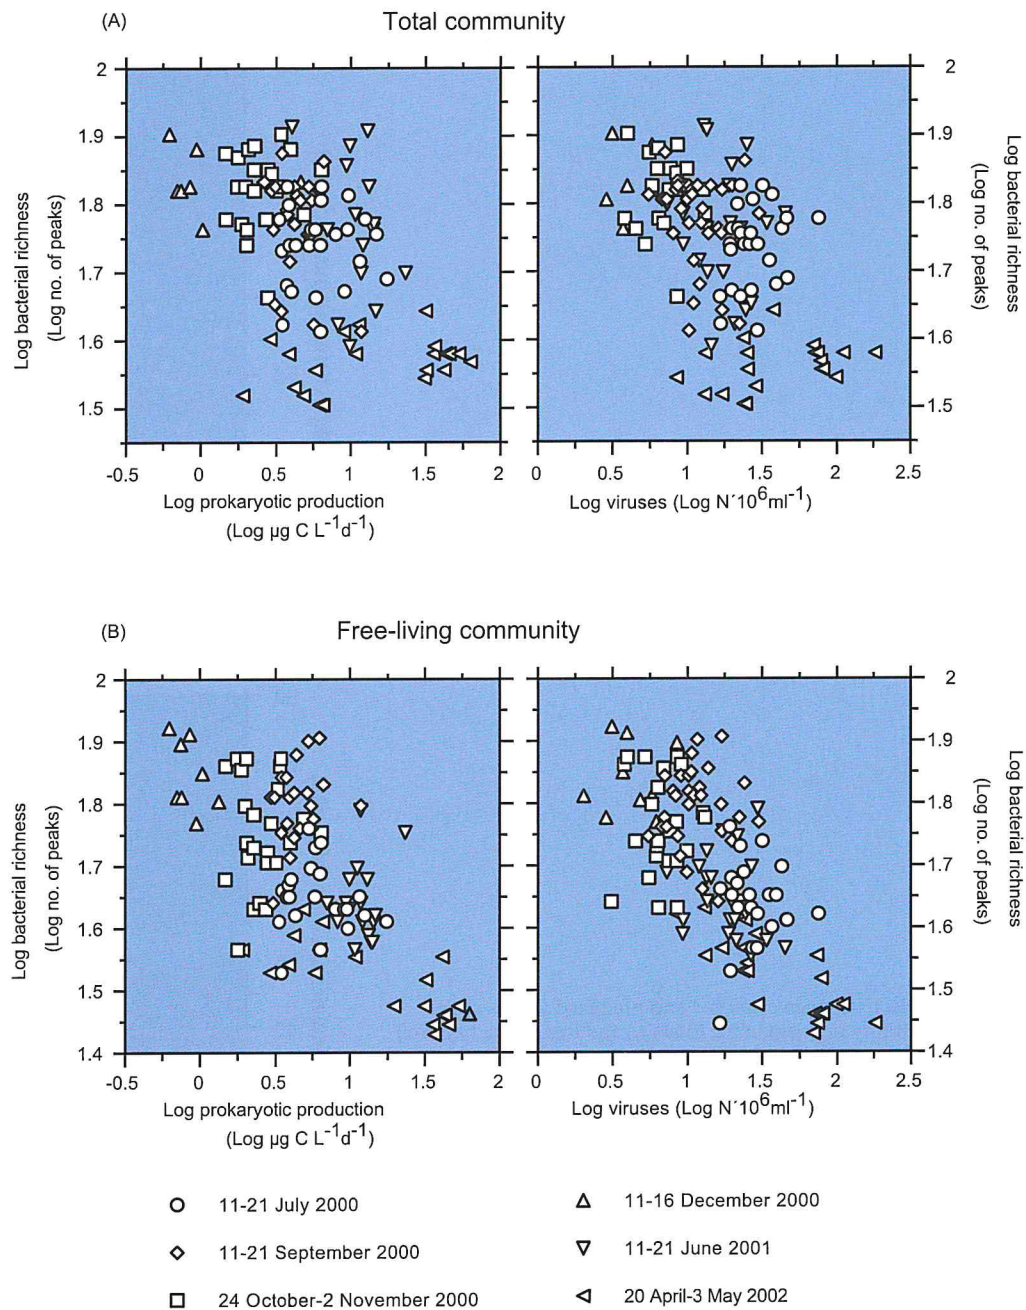 (A) Total community
2 2
1.9 1.9
1.8 1.8
1.7 1.7
1.6 1.6
1.5 1.5
Log bacterial richness
(Log no. of peaks)
Log bacterial richness
(Log no. of peaks)
-0.5 0 0.5 1 1.5 2 0 0.5 1 1.5 2 2.5
Log prokaryotic production Log viruses (Log N´10⁶ml⁻¹)
(Log µg C L⁻¹d⁻¹)
(B) Free-living community
2 2
1.9 1.9
1.8 1.8
1.7 1.7
1.6 1.6
1.5 1.5
1.4 1.4
Log bacterial richness
(Log no. of peaks)
Log bacterial richness
(Log no. of peaks)
-0.5 0 0.5 1 1.5 2 0 0.5 1 1.5 2 2.5
Log prokaryotic production Log viruses (Log N´10⁶ml⁻¹)
(Log µg C L⁻¹d⁻¹)
11-21 July 2000 11-16 December 2000
11-21 September 2000 11-21 June 2001
24 October-2 November 2000 20 April-3 May 2002